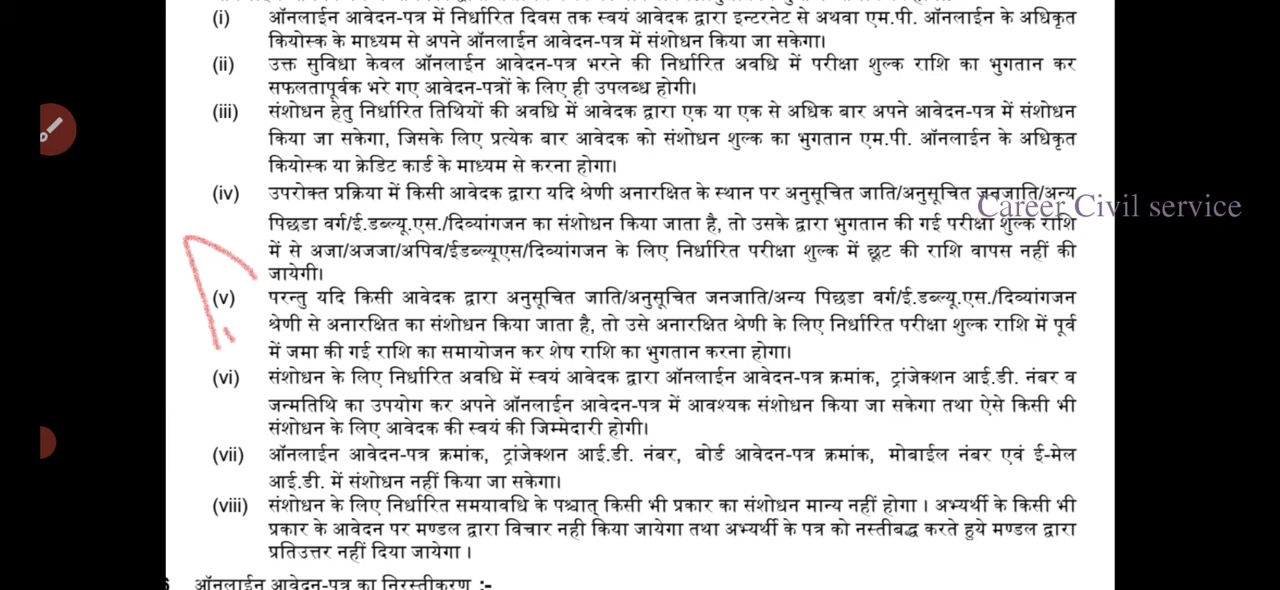 (i) ऑनलाईन आवेदन-पत्र में निर्धारित दिवस तक स्वयं आवेदक द्वारा इन्टरनेट से अथवा एम.पी. ऑनलाईन के अधिकृत
कियोस्क के माध्यम से अपने ऑनलाईन आवेदन-पत्र में संशोधन किया जा सकेगा।
(ii) उक्त सुविधा केवल ऑनलाईन आवेदन-पत्र भरने की निर्धारित अवधि में परीक्षा शुल्क राशि का भुगतान कर
सफलतापूर्वक भरे गए आवेदन-पत्रों के लिए ही उपलब्ध होगी।
(iii) संशोधन हेतु निर्धारित तिथियों की अवधि में आवेदक द्वारा एक या एक से अधिक बार अपने आवेदन-पत्र में संशोधन
किया जा सकेगा, जिसके लिए प्रत्येक बार आवेदक को संशोधन शुल्क का भुगतान एम.पी. ऑनलाईन के अधिकृत
कियोस्क या क्रेडिट कार्ड के माध्यम से करना होगा।
(iv) उपरोक्त प्रक्रिया में किसी आवेदक द्वारा यदि श्रेणी अनारक्षित के स्थान पर अनुसूचित जाति/अनुसूचित जनजाति/अन्य
Career Civil service
पिछडा वर्ग/ई.डब्ल्यू.एस./दिव्यांगजन का संशोधन किया जाता है, तो उसके द्वारा भुगतान की गई परीक्षा शुल्क राशि
में से अजा/अजजा/अपिव/ईडब्ल्यूएस/दिव्यांगजन के लिए निर्धारित परीक्षा शुल्क में छूट की राशि वापस नहीं की
जायेगी।
(v) परन्तु यदि किसी आवेदक द्वारा अनुसूचित जाति/अनुसूचित जनजाति/अन्य पिछडा वर्ग/ई.डब्ल्यू.एस./दिव्यांगजन
श्रेणी से अनारक्षित का संशोधन किया जाता है, तो उसे अनारक्षित श्रेणी के लिए निर्धारित परीक्षा शुल्क राशि में पूर्व
में जमा की गई राशि का समायोजन कर शेष राशि का भुगतान करना होगा।
(vi) संशोधन के लिए निर्धारित अवधि में स्वयं आवेदक द्वारा ऑनलाईन आवेदन-पत्र क्रमांक, ट्रांजेक्शन आई.डी. नंबर व
जन्मतिथि का उपयोग कर अपने ऑनलाईन आवेदन-पत्र में आवश्यक संशोधन किया जा सकेगा तथा ऐसे किसी भी
संशोधन के लिए आवेदक की स्वयं की जिम्मेदारी होगी।
(vii) ऑनलाईन आवेदन-पत्र क्रमांक, ट्रांजेक्शन आई.डी. नंबर, बोर्ड आवेदन-पत्र क्रमांक, मोबाईल नंबर एवं ई-मेल
आई.डी. में संशोधन नहीं किया जा सकेगा।
(viii) संशोधन के लिए निर्धारित समयावधि के पश्चात् किसी भी प्रकार का संशोधन मान्य नहीं होगा । अभ्यर्थी के किसी भी
प्रकार के आवेदन पर मण्डल द्वारा विचार नही किया जायेगा तथा अभ्यर्थी के पत्र को नस्तीबद्ध करते हुये मण्डल द्वारा
प्रतिउत्तर नहीं दिया जायेगा ।
ऑनलाईन आवेदन-पत्र का निरस्तीकरण :-